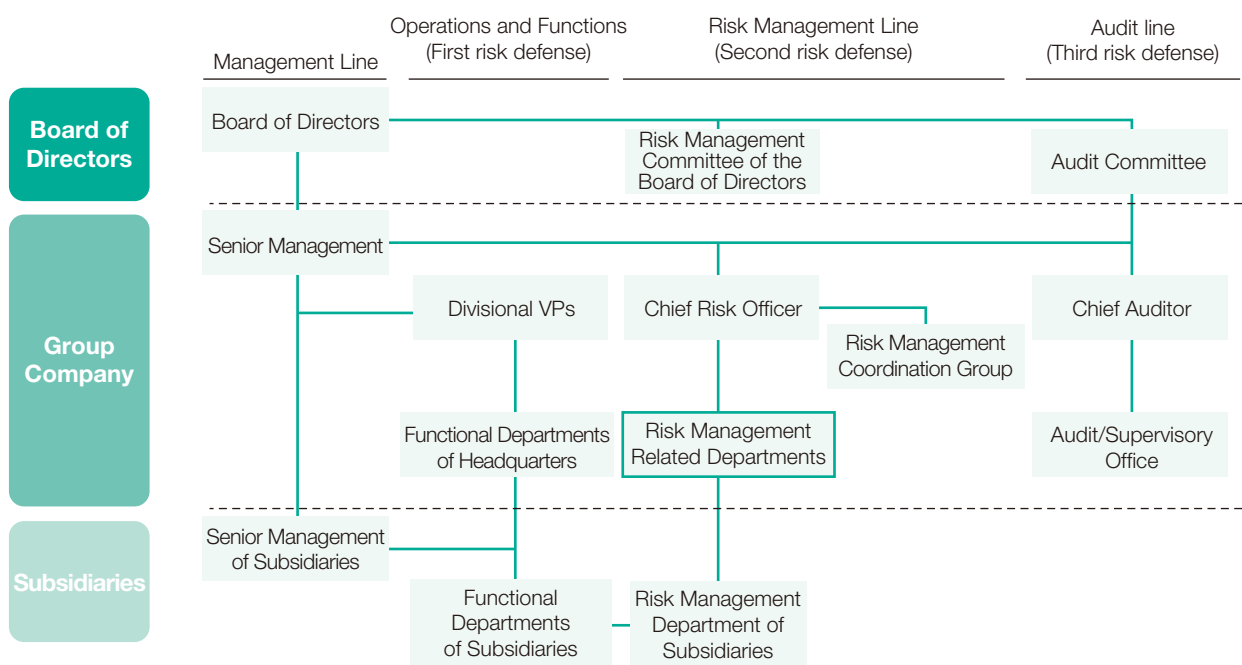 Management Line
Operations and Functions
(First risk defense)
Risk Management Line
(Second risk defense)
Audit line
(Third risk defense)
Board of
Directors
Board of Directors
Risk Management
Committee of the
Board of Directors
Audit Committee
Group
Company
Senior Management
Divisional VPs
Chief Risk Officer
Chief Auditor
Risk Management
Coordination Group
Functional Departments
of Headquarters
Risk Management
Related Departments
Audit/Supervisory
Office
Subsidiaries
Senior Management
of Subsidiaries
Functional
Departments
of Subsidiaries
Risk Management
Department of
Subsidiaries